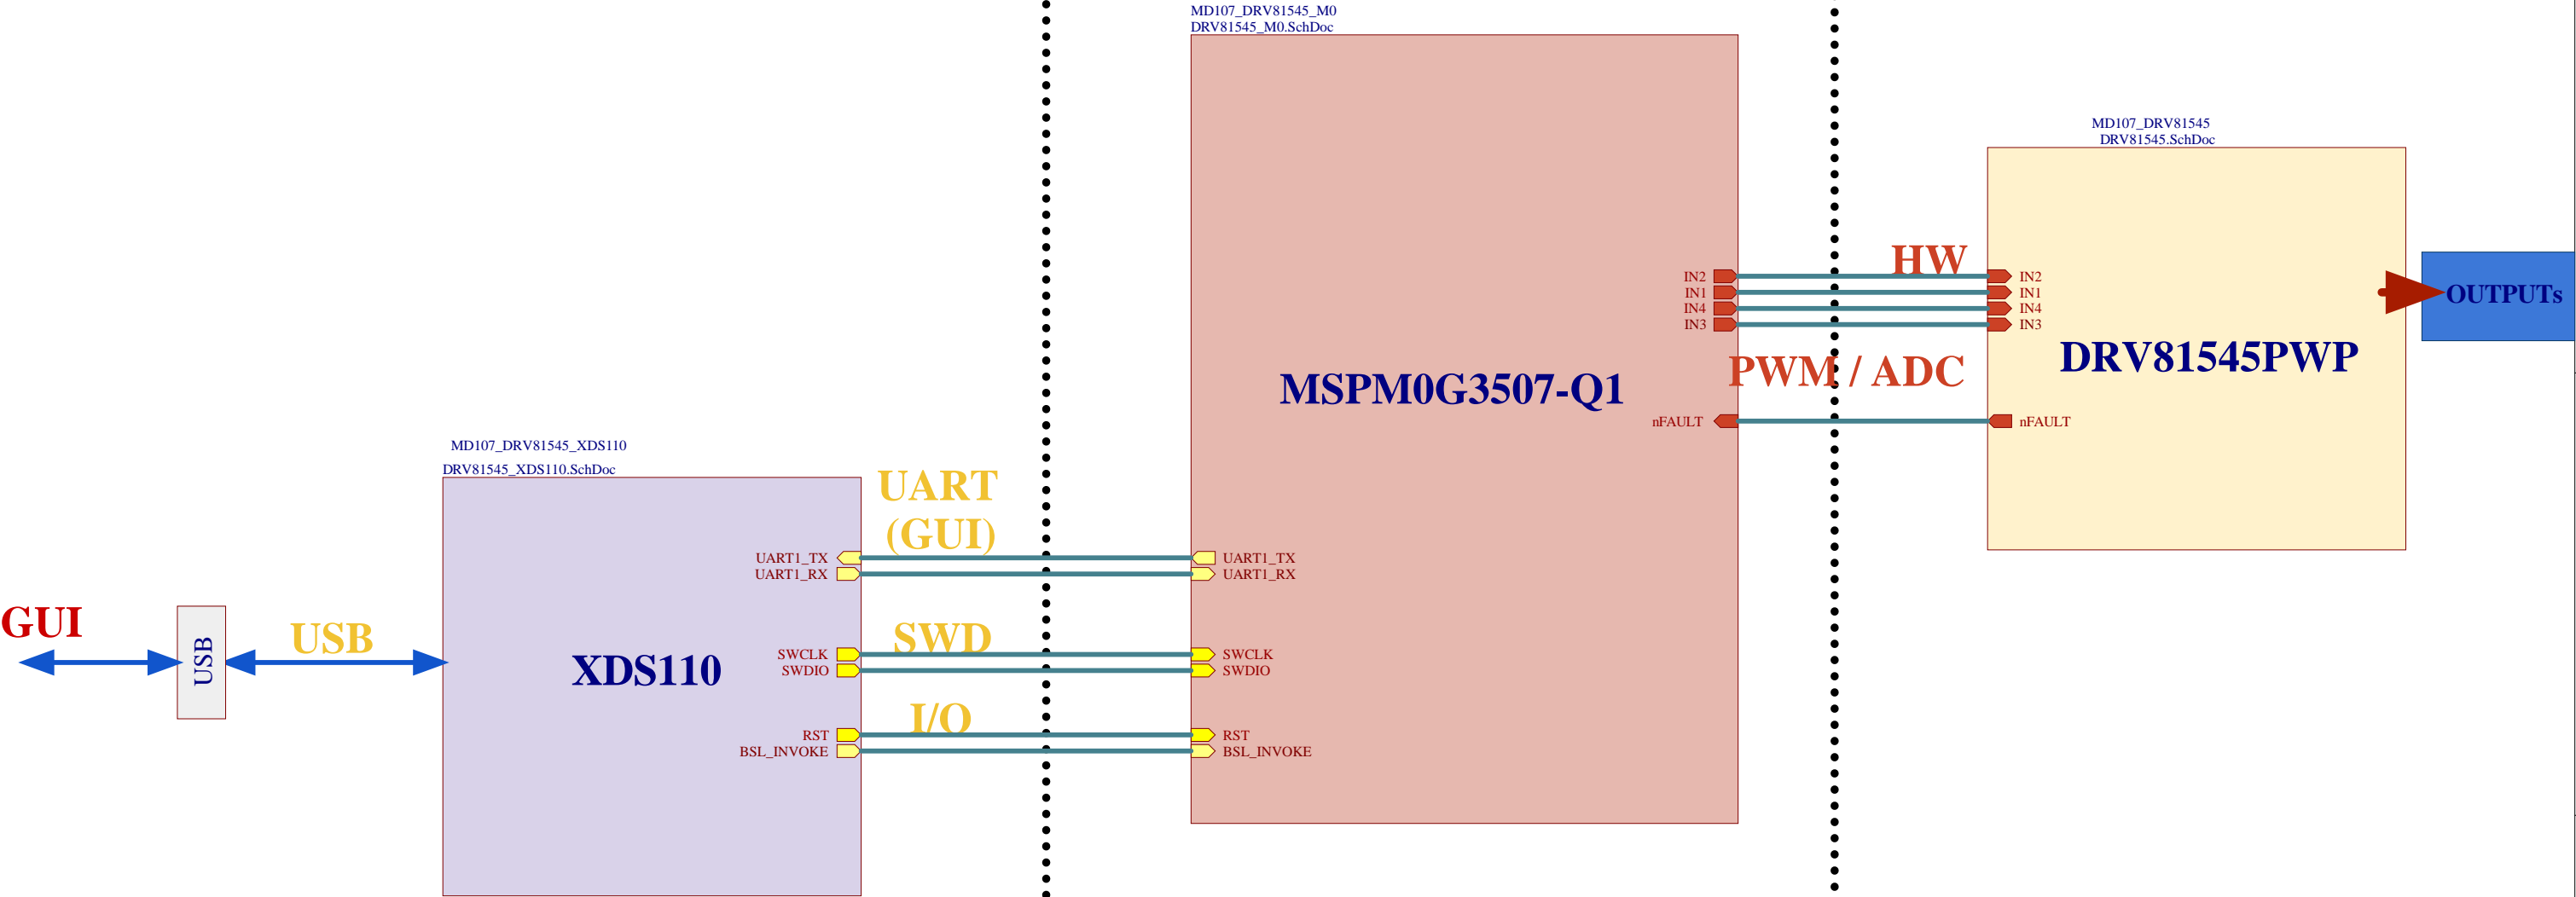 MD107_DRV81545_M0
DRV81545_M0.SchDoc
MD107_DRV81545
DRV81545.SchDoc
HW
IN2
IN1
IN4
IN3
IN2
IN1
IN4
IN3
OUTPUTs
DRV81545PWP
PWM / ADC
MSPM0G3507-Q1
nFAULT
nFAULT
MD107_DRV81545_XDS110
DRV81545_XDS110.SchDoc
UART
(GUI)
UART1_TX
UART1_RX
UART1_TX
UART1_RX
GUI
USB
USB
XDS110
SWD
SWCLK
SWDIO
SWCLK
SWDIO
I/O
RST
BSL_INVOKE
RST
BSL_INVOKE